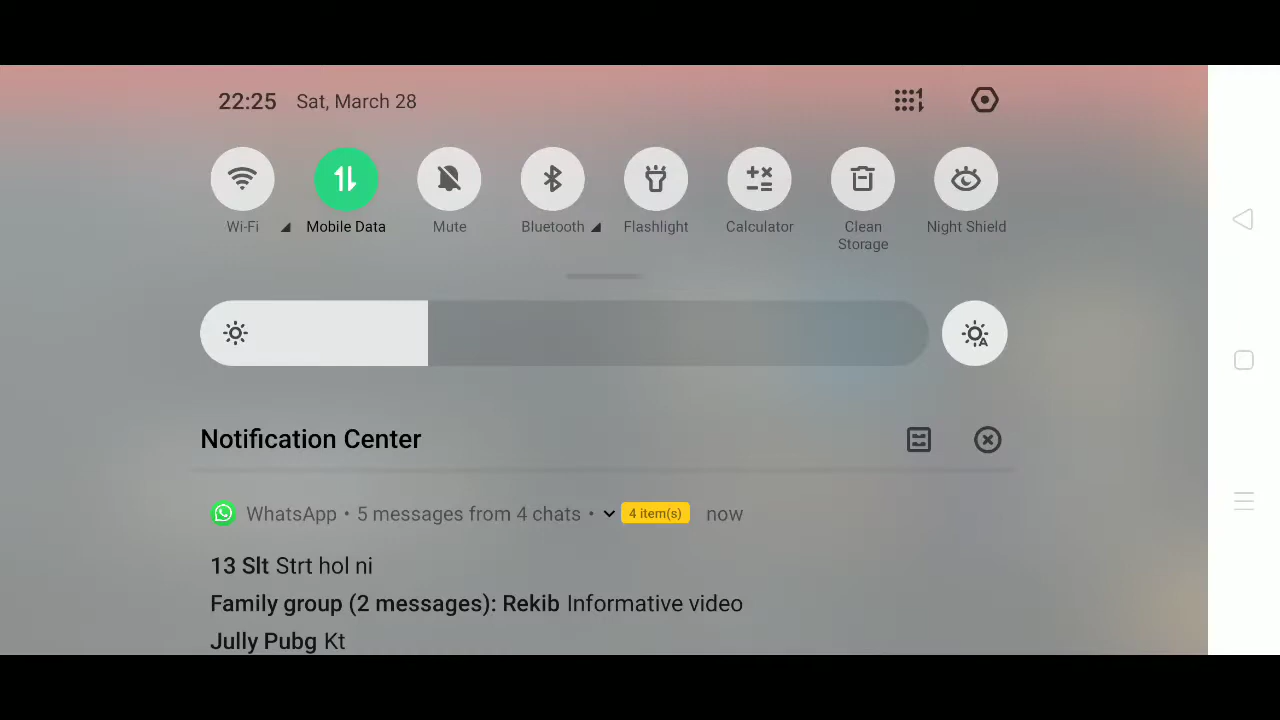 22:25 Sat, March 28
Wi-Fi Mobile Data Mute Bluetooth Flashlight Calculator Clean Storage Night Shield
Notification Center
WhatsApp • 5 messages from 4 chats • 4 item(s) now
13 Slt Strt hol ni
Family group (2 messages): Rekib Informative video
Jully Pubg Kt